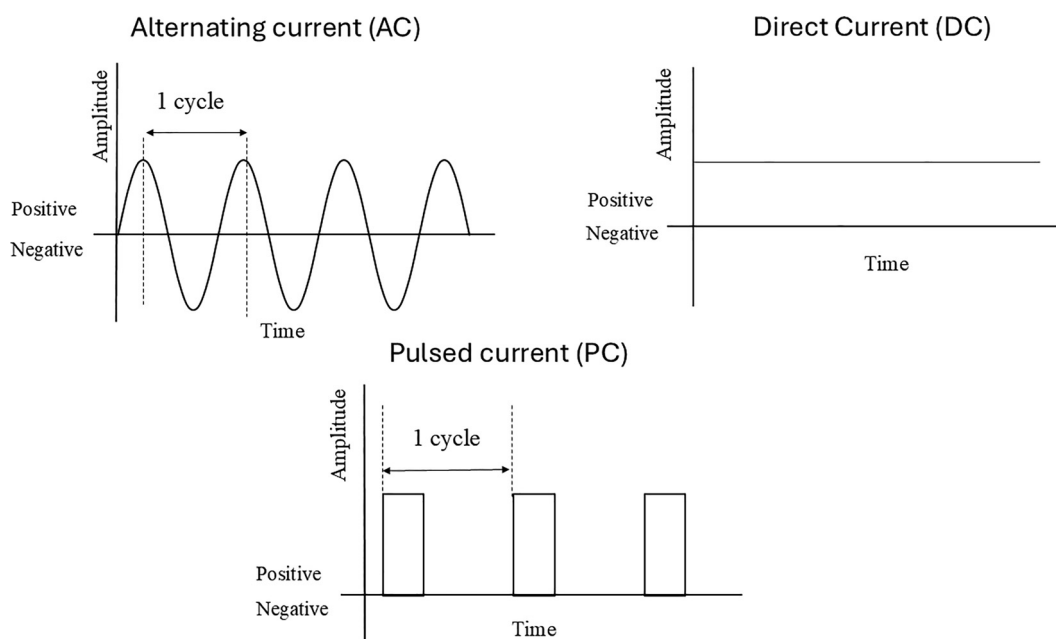 Alternating current (AC)
Amplitude
1 cycle
Positive
Negative
Time
Direct Current (DC)
Amplitude
Positive
Negative
Time
Pulsed current (PC)
Amplitude
1 cycle
Positive
Negative
Time